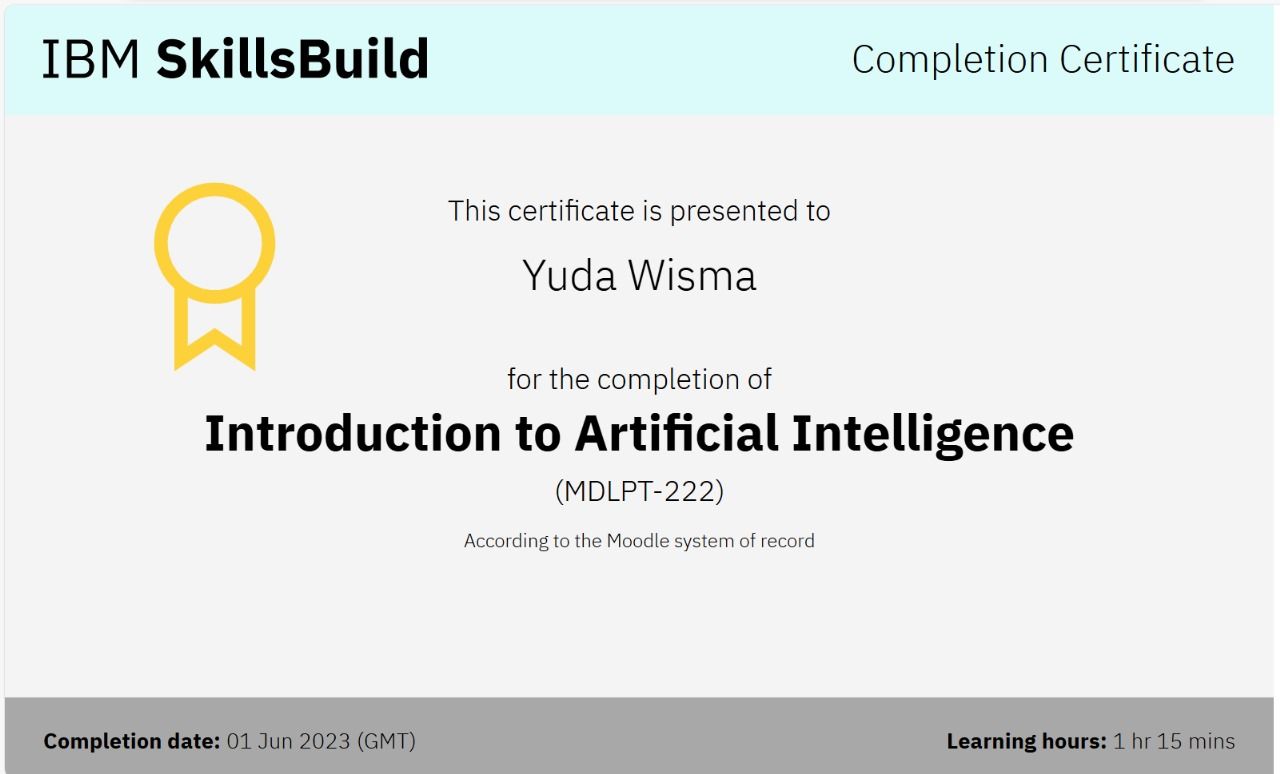 IBM SkillsBuild
Completion Certificate
This certificate is presented to
Yuda Wisma
for the completion of
Introduction to Artificial Intelligence
(MDLPT-222)
According to the Moodle system of record
Completion date: 01 Jun 2023 (GMT)
Learning hours: 1 hr 15 mins